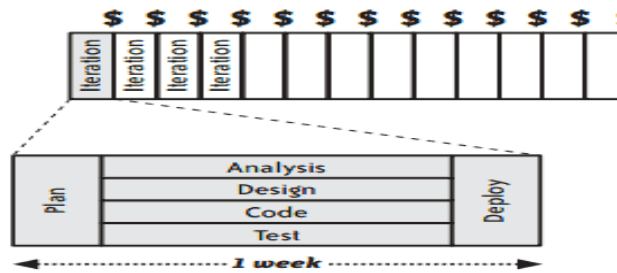 $ $ $ $ $ $ $ $ $ $ $ $
Iteration Iteration Iteration Iteration
Plan
Analysis
Design
Code
Test
Deploy
1 week